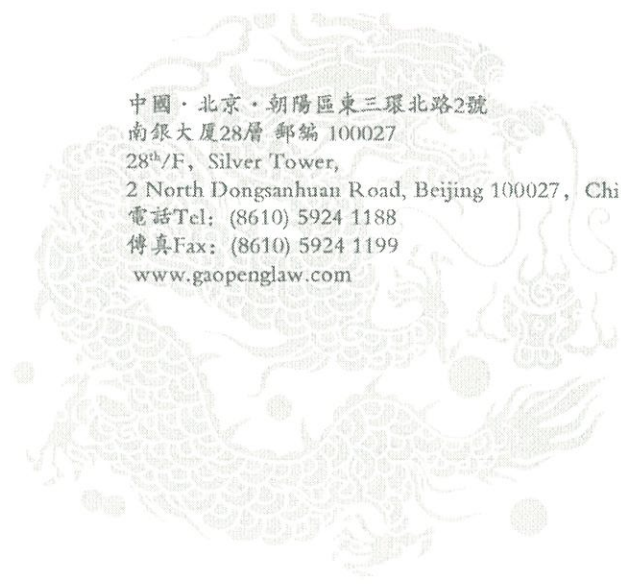 中國·北京·朝陽區東三環北路2號
南銀大厦28層 郵編 100027
28th/F, Silver Tower,
2 North Dongsanhuan Road, Beijing 100027, Chi
電話Tel: (8610) 5924 1188
傳真Fax: (8610) 5924 1199
www.gaopenglaw.com